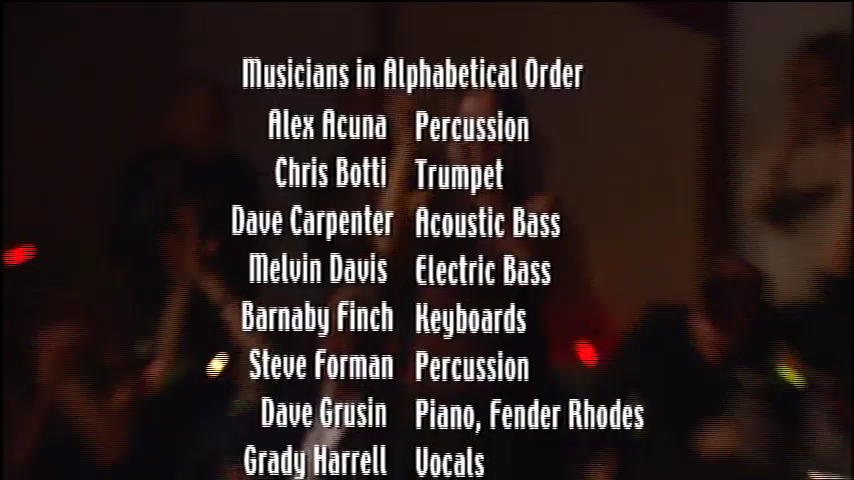 Musicians in Alphabetical Order
Alex Acuna Percussion
Chris Botti Trumpet
Dave Carpenter Acoustic Bass
Melvin Davis Electric Bass
Barnaby Finch Keyboards
Steve Forman Percussion
Dave Grusin Piano, Fender Rhodes
Grady Harrell Vocals